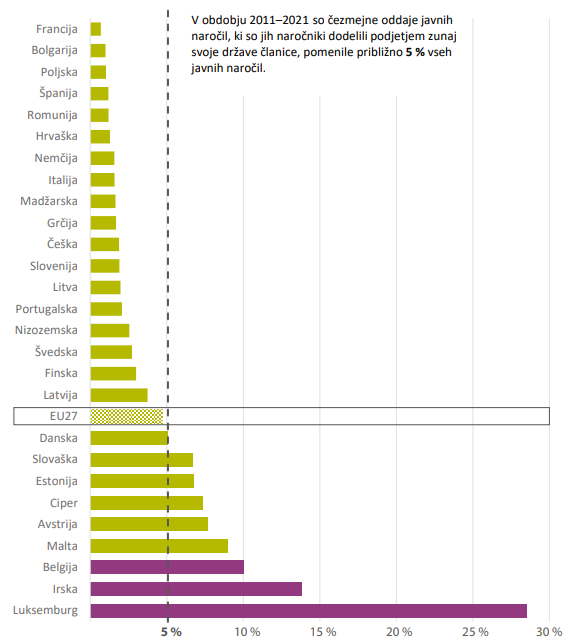 V obdobju 2011–2021 so čezmejne oddaje javnih
naročil, ki so jih naročniki dodelili podjetjem zunaj
svoje države članice, pomenile približno 5 % vseh
javnih naročil.
Francija
Bolgarija
Poljska
Španija
Romunija
Hrvaška
Nemčija
Italija
Madžarska
Grčija
Češka
Slovenija
Litva
Portugalska
Nizozemska
Švedska
Finska
Latvija
EU27
Danska
Slovaška
Estonija
Ciper
Avstrija
Malta
Belgija
Irska
Luksemburg
5 % 10 % 15 % 20 % 25 % 30 %